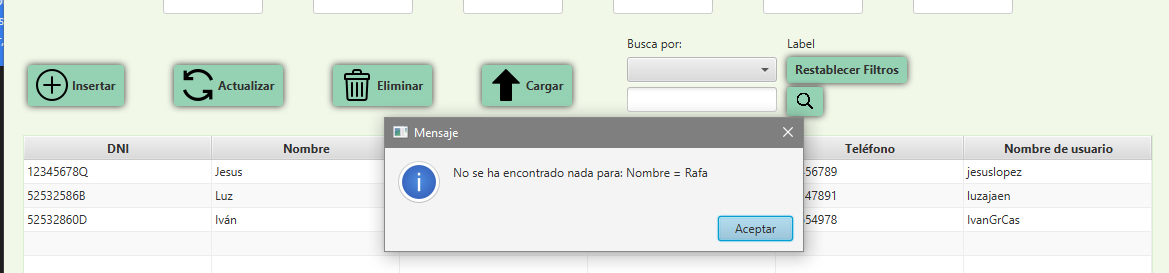 Busca por:
Label
Insertar
Actualizar
Eliminar
Cargar
Restablecer Filtros
Mensaje
No se ha encontrado nada para: Nombre = Rafa
Aceptar
DNI
Nombre
Teléfono
Nombre de usuario
12345678Q
Jesus
56789
jesuslopez
52532586B
Luz
47891
luzajaen
52532860D
Iván
54978
IvanGrCas